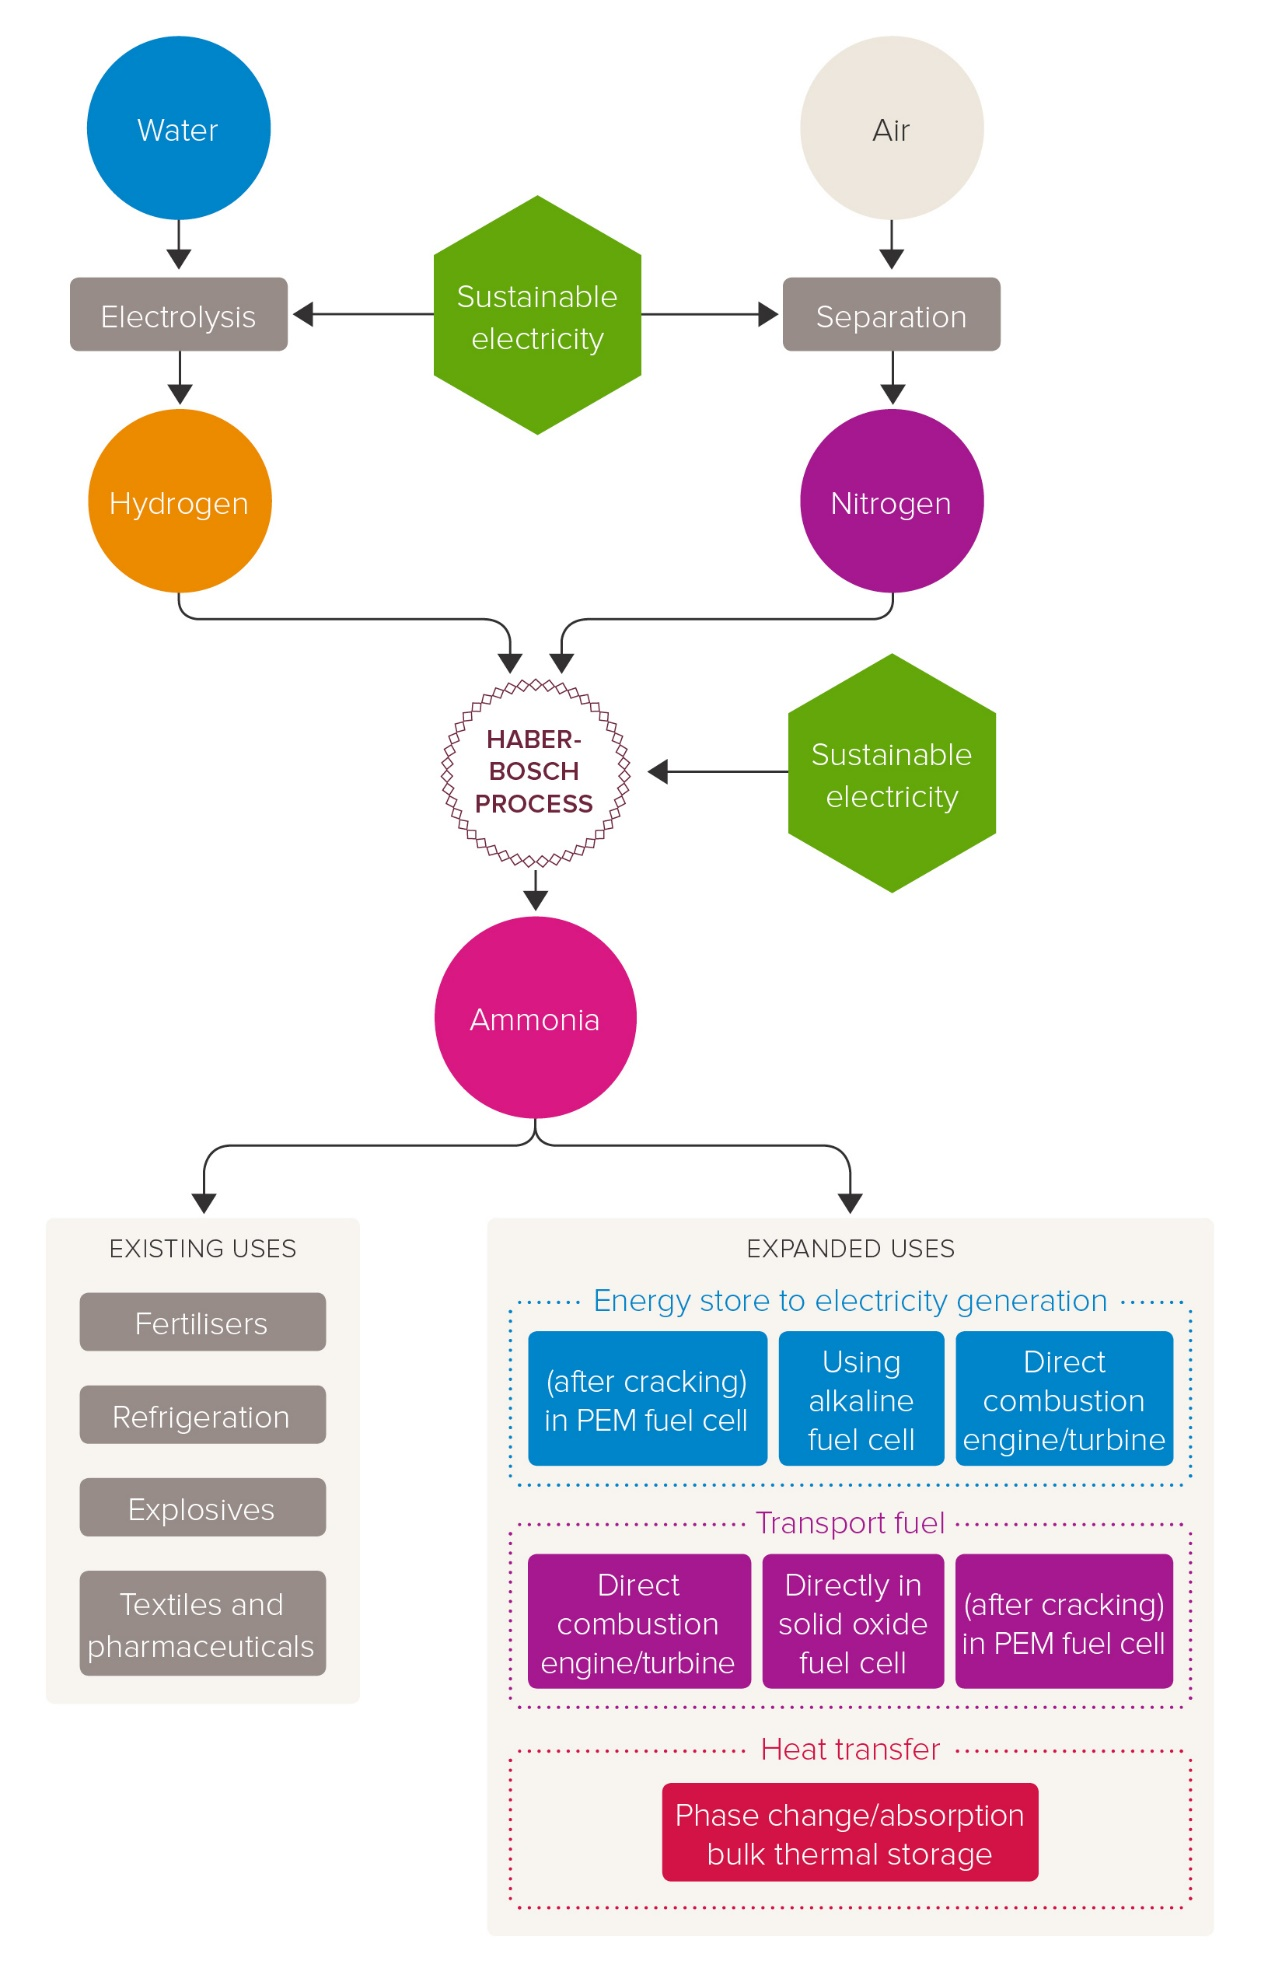 Water
Air
Sustainable
electricity
Electrolysis
Separation
Hydrogen
Nitrogen
HABER-
BOSCH
PROCESS
Sustainable
electricity
Ammonia
EXISTING USES
Fertilisers
Refrigeration
Explosives
Textiles and
pharmaceuticals
EXPANDED USES
Energy store to electricity generation
(after cracking)
in PEM fuel cell
Using
alkaline
fuel cell
Direct
combustion
engine/turbine
Transport fuel
Direct
combustion
engine/turbine
Directly in
solid oxide
fuel cell
(after cracking)
in PEM fuel cell
Heat transfer
Phase change/absorption
bulk thermal storage